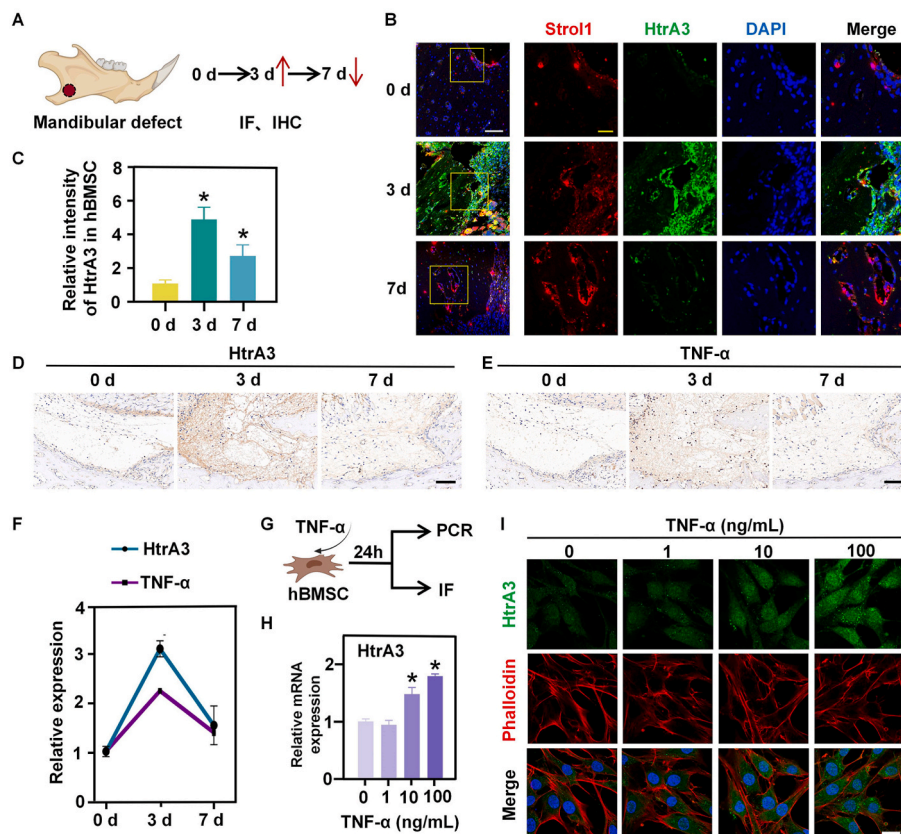 A
0 d 3 d 7 d
Mandibular defect
IF、IHC
B
Strol1 HtrA3 DAPI Merge
0 d
3 d
7d
C
Relative intensity
of HtrA3 in hBMSC
8
6
4
2
0
* *
0 d 3 d 7 d
D
HtrA3
0 d 3 d 7 d
E
TNF-α
0 d 3 d 7 d
F
HtrA3
TNF-α
Relative expression
4
3
2
1
0
0 d 3 d 7 d
G
TNF-α
24h
hBMSC
PCR
IF
H
HtrA3
Relative mRNA
expression
2
1
0
* *
0 1 10 100
TNF-α (ng/mL)
I
TNF-α (ng/mL)
0 1 10 100
HtrA3
Phalloidin
Merge